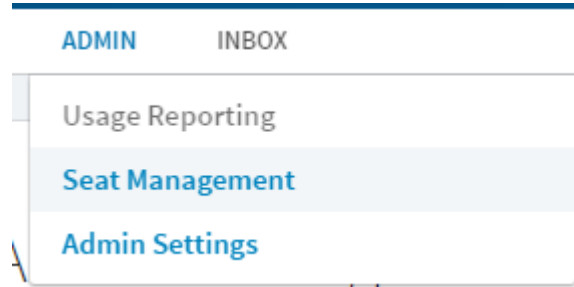 ADMIN INBOX
Usage Reporting
Seat Management
Admin Settings